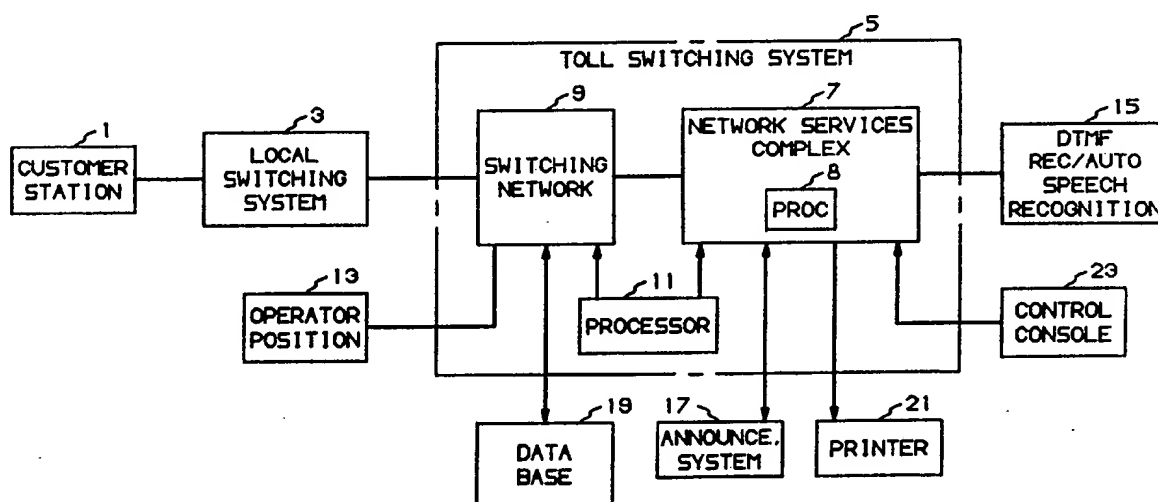 5
TOLL SWITCHING SYSTEM
1
CUSTOMER
STATION
3
LOCAL
SWITCHING
SYSTEM
9
SWITCHING
NETWORK
7
NETWORK SERVICES
COMPLEX
8
PROC
15
DTMF
REC/AUTO
SPEECH
RECOGNITION
13
OPERATOR
POSITION
11
PROCESSOR
23
CONTROL
CONSOLE
19
DATA
BASE
17
ANNOUNCE.
SYSTEM
21
PRINTER